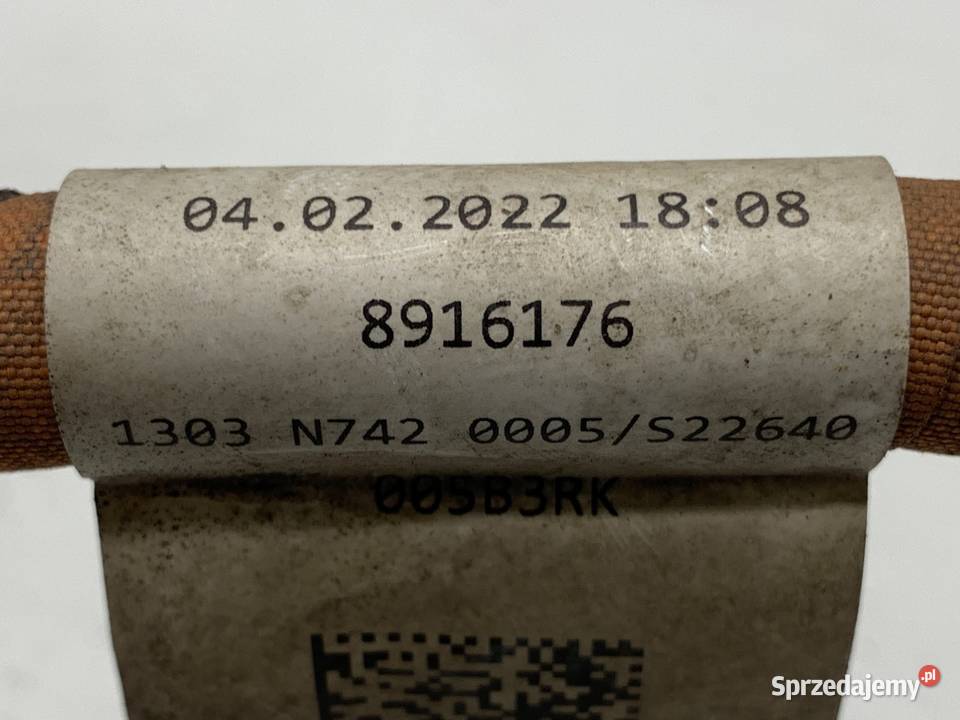 04.02.2022 18:08
8916176
1303 N742 0005/S22640
005B3RK
Sprzedajemy.pl